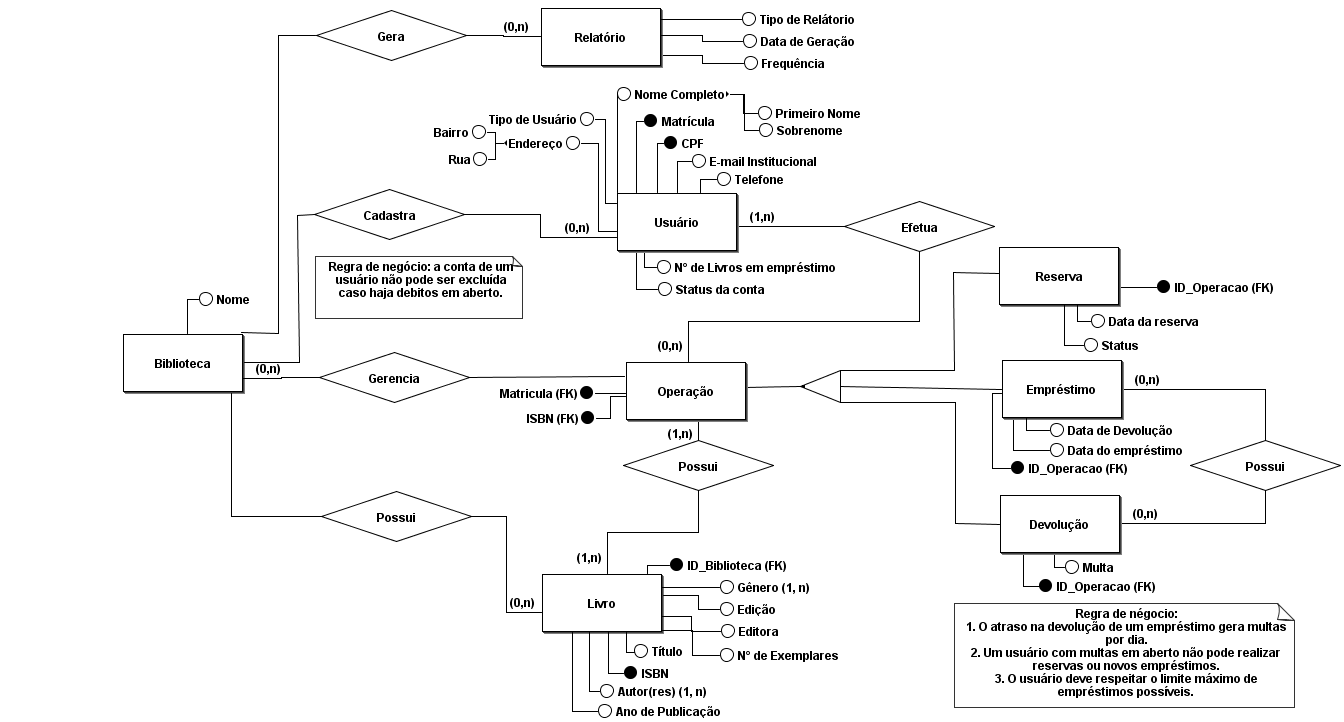 Gera
(0,n)
Relatório
Tipo de Relátorio
Data de Geração
Frequência
Nome Completo
Primeiro Nome
Sobrenome
Tipo de Usuário
Matrícula
Bairro
Endereço
CPF
Rua
E-mail Institucional
Telefone
Cadastra
(0,n)
Usuário
(1,n)
Efetua
Nº de Livros em empréstimo
Status da conta
Regra de negócio: a conta de um
usuário não pode ser excluída
caso haja debitos em aberto.
Reserva
ID_Operacao (FK)
Data da reserva
Status
Nome
Biblioteca
(0,n)
Gerencia
(0,n)
Operação
Matricula (FK)
ISBN (FK)
(1,n)
Possui
Empréstimo
(0,n)
Data de Devolução
Data do empréstimo
ID_Operacao (FK)
Possui
Devolução
(0,n)
Multa
ID_Operacao (FK)
Possui
(0,n)
(1,n)
Livro
ID_Biblioteca (FK)
Gênero (1, n)
Edição
Editora
Nº de Exemplares
Título
ISBN
Autor(res) (1, n)
Ano de Publicação
Regra de négocio:
1. O atraso na devolução de um empréstimo gera multas
por dia.
2. Um usuário com multas em aberto não pode realizar
reservas ou novos empréstimos.
3. O usuário deve respeitar o limite máximo de
empréstimos possíveis.